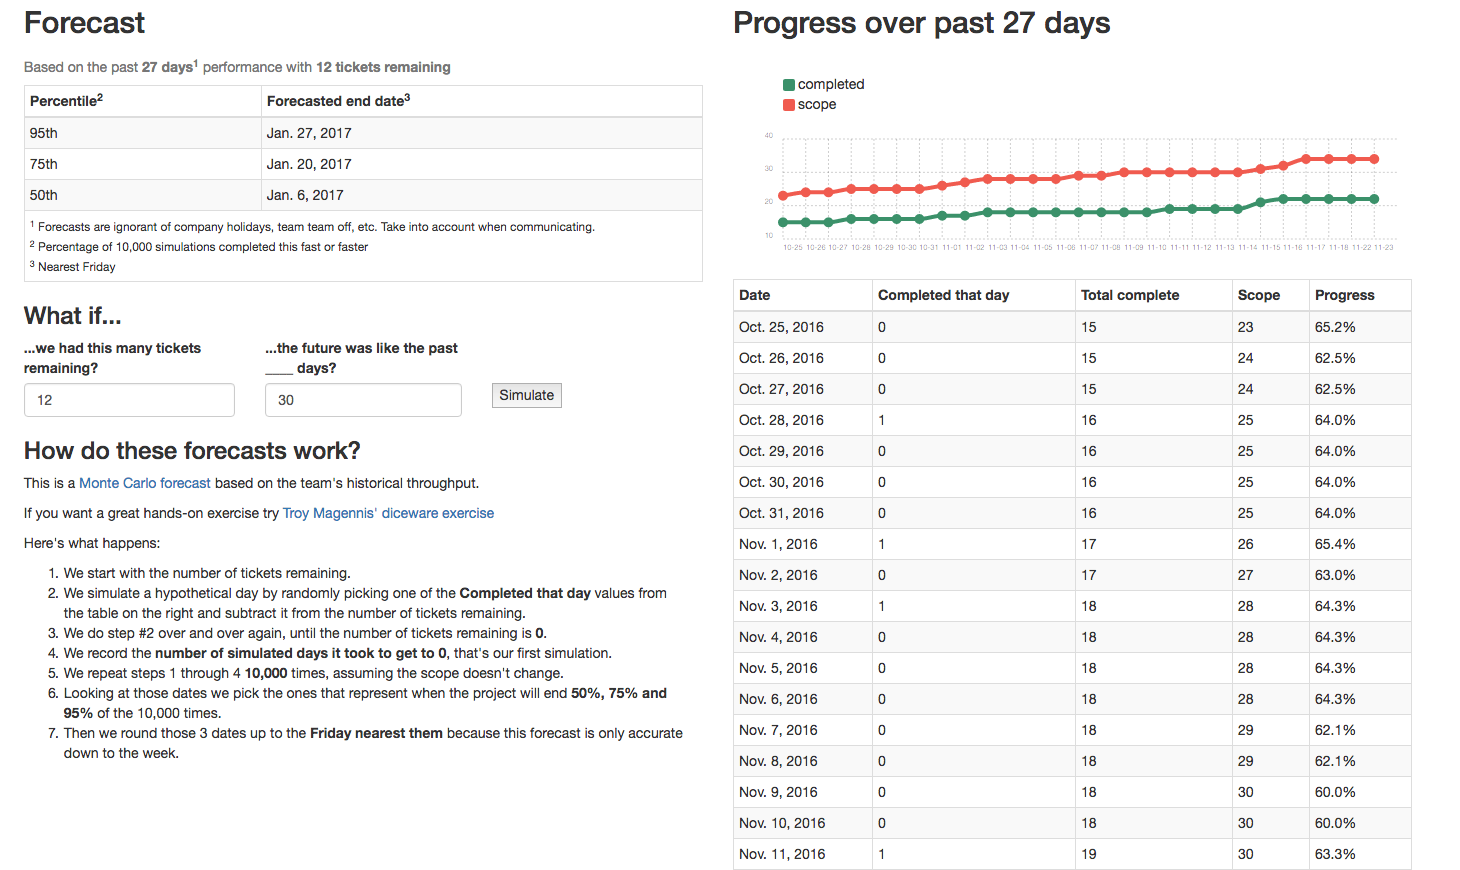 Forecast
Based on the past 27 days1 performance with 12 tickets remaining
Percentile2 Forecasted end date3
95th Jan. 27, 2017
75th Jan. 20, 2017
50th Jan. 6, 2017
1 Forecasts are ignorant of company holidays, team team off, etc. Take into account when communicating.
2 Percentage of 10,000 simulations completed this fast or faster
3 Nearest Friday
What if...
...we had this many tickets
remaining?
...the future was like the past
____ days?
12
30
Simulate
How do these forecasts work?
This is a Monte Carlo forecast based on the team's historical throughput.
If you want a great hands-on exercise try Troy Magennis' diceware exercise
Here's what happens:
1. We start with the number of tickets remaining.
2. We simulate a hypothetical day by randomly picking one of the Completed that day values from
the table on the right and subtract it from the number of tickets remaining.
3. We do step #2 over and over again, until the number of tickets remaining is 0.
4. We record the number of simulated days it took to get to 0, that's our first simulation.
5. We repeat steps 1 through 4 10,000 times, assuming the scope doesn't change.
6. Looking at those dates we pick the ones that represent when the project will end 50%, 75% and
95% of the 10,000 times.
7. Then we round those 3 dates up to the Friday nearest them because this forecast is only accurate
down to the week.
Progress over past 27 days
completed
scope
40
30
20
10
10-25 10-26 10-27 10-28 10-29 10-30 10-31 11-01 11-02 11-03 11-04 11-05 11-06 11-07 11-08 11-09 11-10 11-11 11-12 11-13 11-14 11-15 11-16 11-17 11-18 11-22 11-23
Date Completed that day Total complete Scope Progress
Oct. 25, 2016 0 15 23 65.2%
Oct. 26, 2016 0 15 24 62.5%
Oct. 27, 2016 0 15 24 62.5%
Oct. 28, 2016 1 16 25 64.0%
Oct. 29, 2016 0 16 25 64.0%
Oct. 30, 2016 0 16 25 64.0%
Oct. 31, 2016 0 16 25 64.0%
Nov. 1, 2016 1 17 26 65.4%
Nov. 2, 2016 0 17 27 63.0%
Nov. 3, 2016 1 18 28 64.3%
Nov. 4, 2016 0 18 28 64.3%
Nov. 5, 2016 0 18 28 64.3%
Nov. 6, 2016 0 18 28 64.3%
Nov. 7, 2016 0 18 29 62.1%
Nov. 8, 2016 0 18 29 62.1%
Nov. 9, 2016 0 18 30 60.0%
Nov. 10, 2016 0 18 30 60.0%
Nov. 11, 2016 1 19 30 63.3%